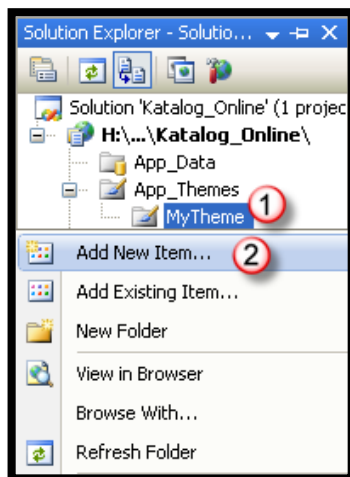 Solution Explorer - Solutio...
Solution 'Katalog_Online' (1 projec
H:\...\Katalog_Online\
App_Data
App_Themes
MyTheme 1
Add New Item... 2
Add Existing Item...
New Folder
View in Browser
Browse With...
Refresh Folder